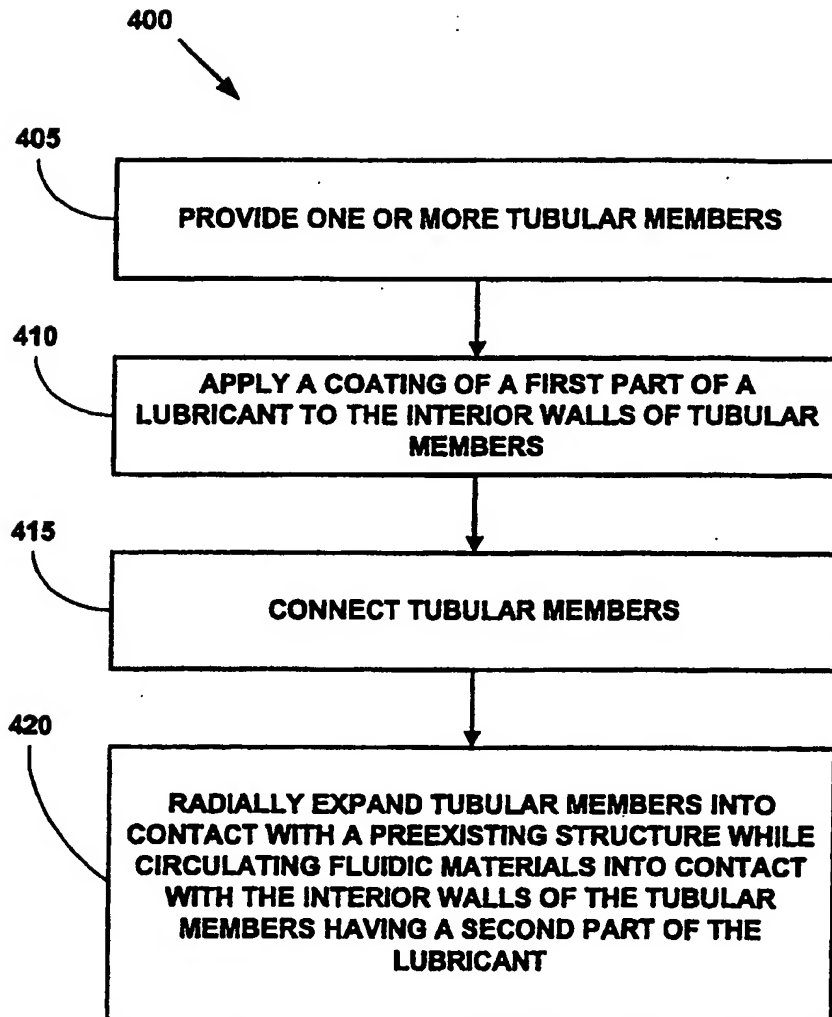 400
405
PROVIDE ONE OR MORE TUBULAR MEMBERS
410
APPLY A COATING OF A FIRST PART OF A
LUBRICANT TO THE INTERIOR WALLS OF TUBULAR
MEMBERS
415
CONNECT TUBULAR MEMBERS
420
RADIALLY EXPAND TUBULAR MEMBERS INTO
CONTACT WITH A PREEXISTING STRUCTURE WHILE
CIRCULATING FLUIDIC MATERIALS INTO CONTACT
WITH THE INTERIOR WALLS OF THE TUBULAR
MEMBERS HAVING A SECOND PART OF THE
LUBRICANT